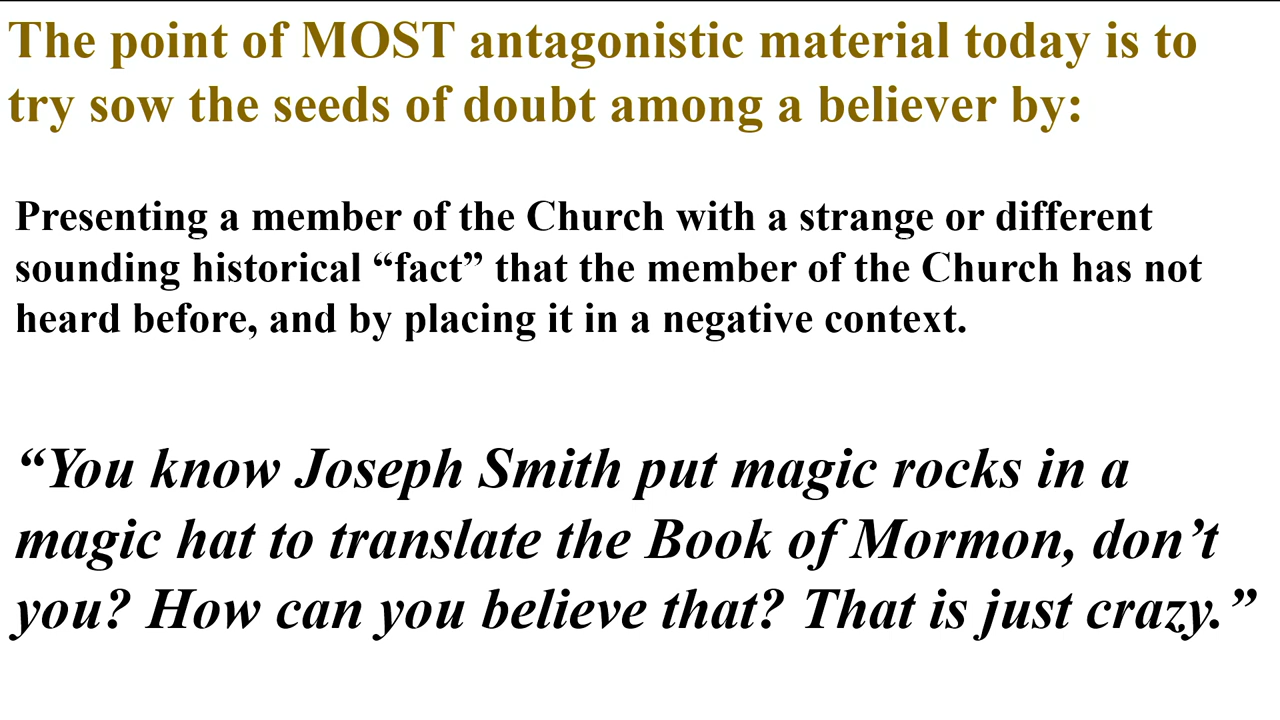 The point of MOST antagonistic material today is to
try sow the seeds of doubt among a believer by:
Presenting a member of the Church with a strange or different
sounding historical “fact” that the member of the Church has not
heard before, and by placing it in a negative context.
“You know Joseph Smith put magic rocks in a
magic hat to translate the Book of Mormon, don’t
you? How can you believe that? That is just crazy.”